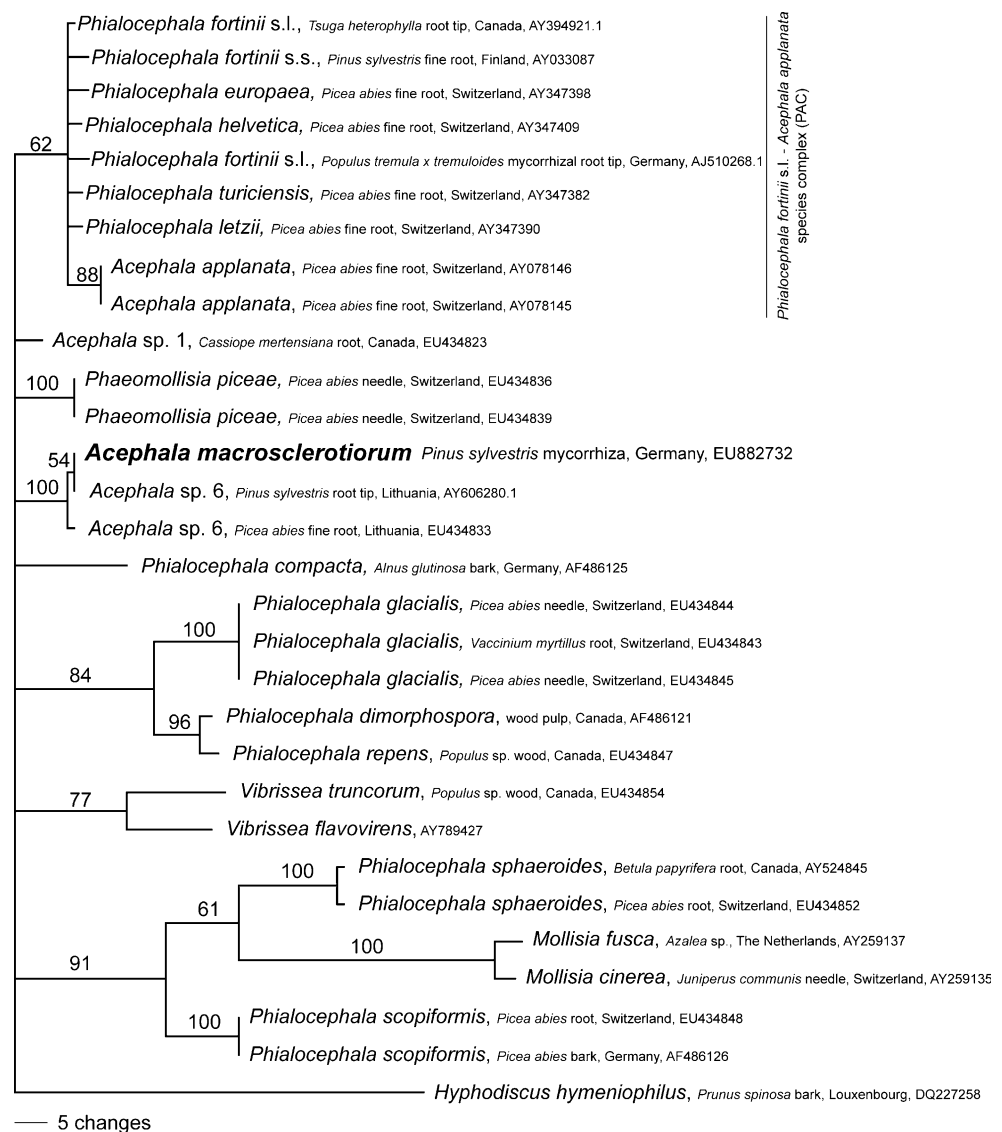 Phialocephala fortinii s.l., Tsuga heterophylla root tip, Canada, AY394921.1
Phialocephala fortinii s.s., Pinus sylvestris fine root, Finland, AY033087
Phialocephala europaea, Picea abies fine root, Switzerland, AY347398
Phialocephala helvetica, Picea abies fine root, Switzerland, AY347409
62
Phialocephala fortinii s.l., Populus tremula x tremuloides mycorrhizal root tip, Germany, AJ510268.1
Phialocephala turiciensis, Picea abies fine root, Switzerland, AY347382
Phialocephala letzii, Picea abies fine root, Switzerland, AY347390
88
Acephala applanata, Picea abies fine root, Switzerland, AY078146
Acephala applanata, Picea abies fine root, Switzerland, AY078145
Phialocephala fortinii s.l. - Acephala applanata
species complex (PAC)
Acephala sp. 1, Cassiope mertensiana root, Canada, EU434823
100
Phaeomollisia piceae, Picea abies needle, Switzerland, EU434836
Phaeomollisia piceae, Picea abies needle, Switzerland, EU434839
54
Acephala macrosclerotiorum Pinus sylvestris mycorrhiza, Germany, EU882732
100
Acephala sp. 6, Pinus sylvestris root tip, Lithuania, AY606280.1
Acephala sp. 6, Picea abies fine root, Lithuania, EU434833
Phialocephala compacta, Alnus glutinosa bark, Germany, AF486125
Phialocephala glacialis, Picea abies needle, Switzerland, EU434844
100
Phialocephala glacialis, Vaccinium myrtillus root, Switzerland, EU434843
84
Phialocephala glacialis, Picea abies needle, Switzerland, EU434845
96
Phialocephala dimorphospora, wood pulp, Canada, AF486121
Phialocephala repens, Populus sp. wood, Canada, EU434847
77
Vibrissea truncorum, Populus sp. wood, Canada, EU434854
Vibrissea flavovirens, AY789427
100
Phialocephala sphaeroides, Betula papyrifera root, Canada, AY524845
61
Phialocephala sphaeroides, Picea abies root, Switzerland, EU434852
100
Mollisia fusca, Azalea sp., The Netherlands, AY259137
91
Mollisia cinerea, Juniperus communis needle, Switzerland, AY259135
100
Phialocephala scopiformis, Picea abies root, Switzerland, EU434848
Phialocephala scopiformis, Picea abies bark, Germany, AF486126
Hyphodiscus hymeniophilus, Prunus spinosa bark, Louxenbourg, DQ227258
5 changes